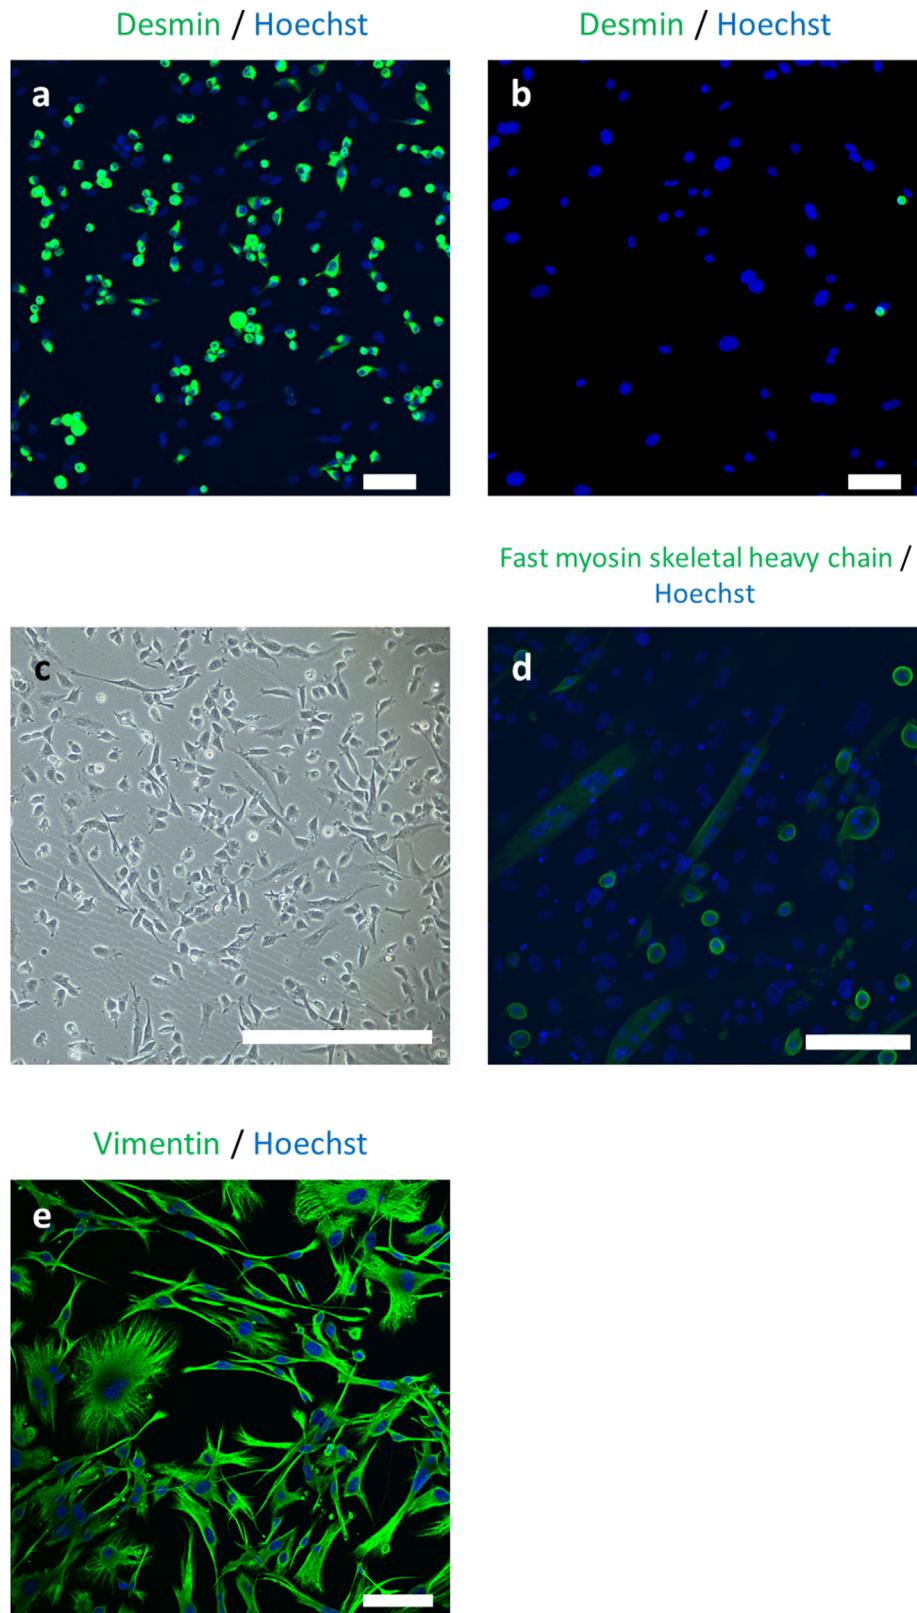 Desmin / Hoechst
Desmin / Hoechst
a
b
Fast myosin skeletal heavy chain /
Hoechst
c
d
Vimentin / Hoechst
e